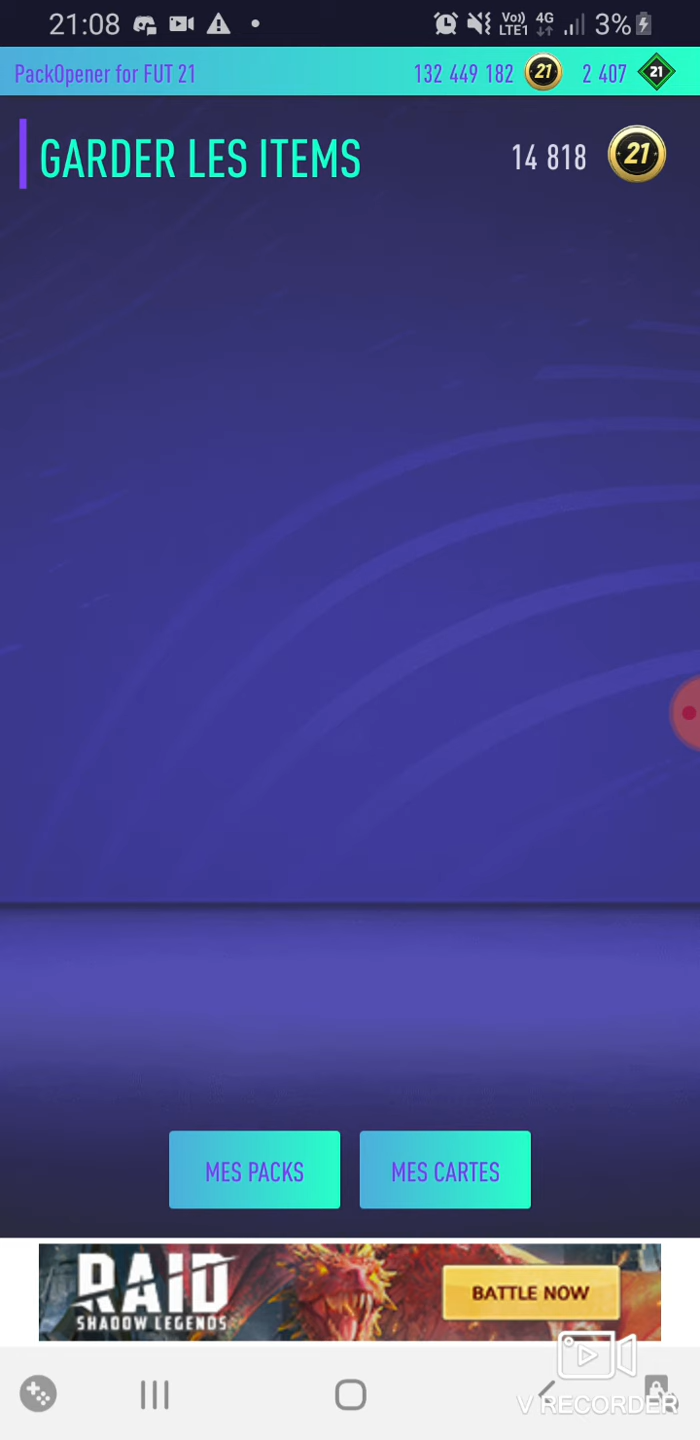 21:08 Vo)) LTE1 4G 3%
PackOpener for FUT 21 132 449 182 21 2 407 21
GARDER LES ITEMS 14 818 21
MES PACKS MES CARTES
RAID SHADOW LEGENDS BATTLE NOW
V RECORDER